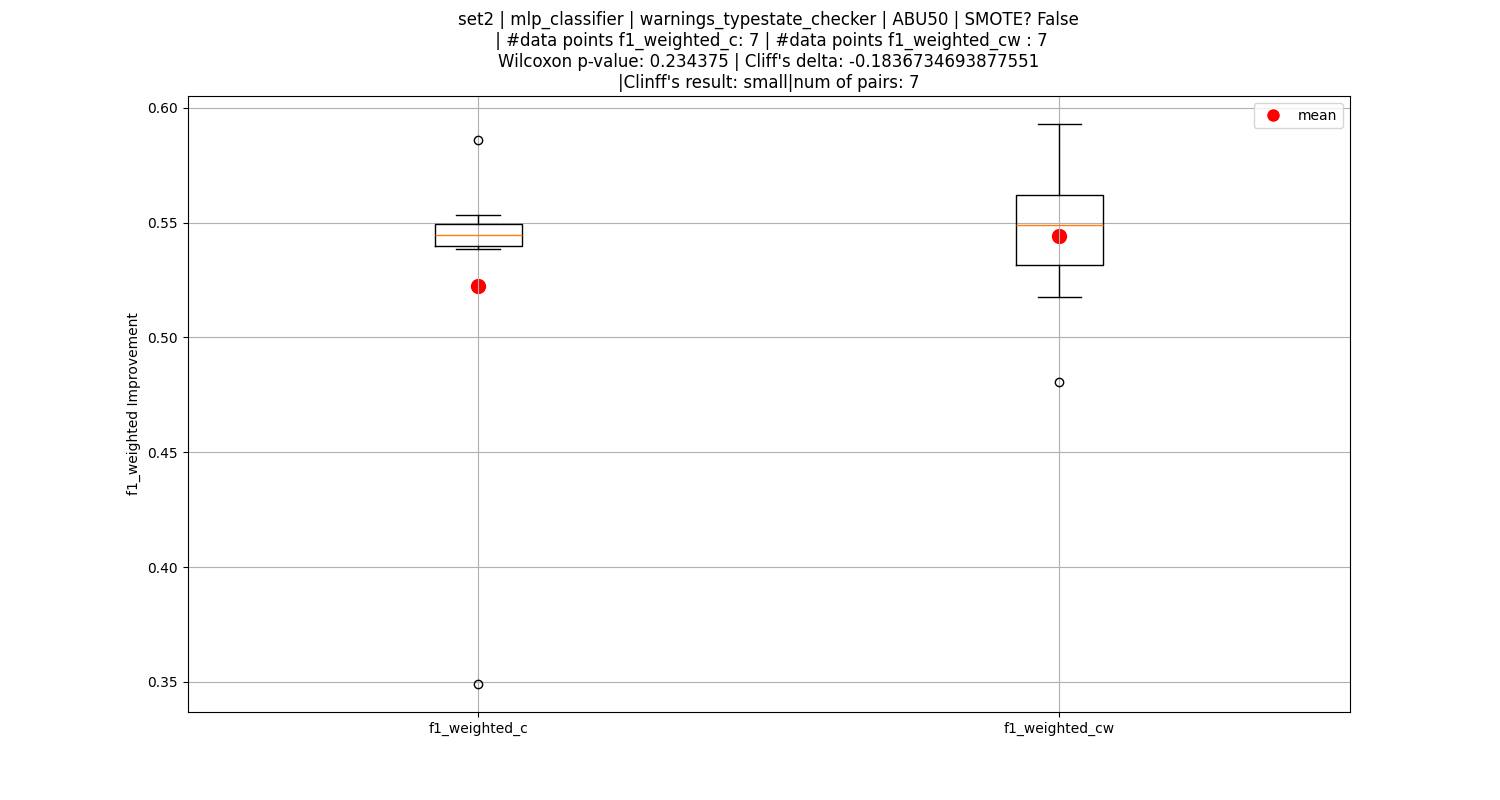 set2 | mlp_classifier | warnings_typestate_checker | ABU50 | SMOTE? False
| #data points f1_weighted_c: 7 | #data points f1_weighted_cw : 7
Wilcoxon p-value: 0.234375 | Cliff's delta: -0.1836734693877551
|Clinff's result: small|num of pairs: 7
mean
0.60
0.55
0.50
0.45
0.40
0.35
f1_weighted Improvement
f1_weighted_c
f1_weighted_cw